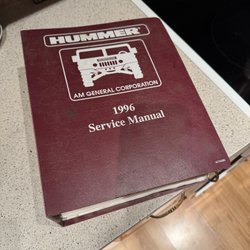 HUMMER
AM GENERAL CORPORATION
1996
Service Manual